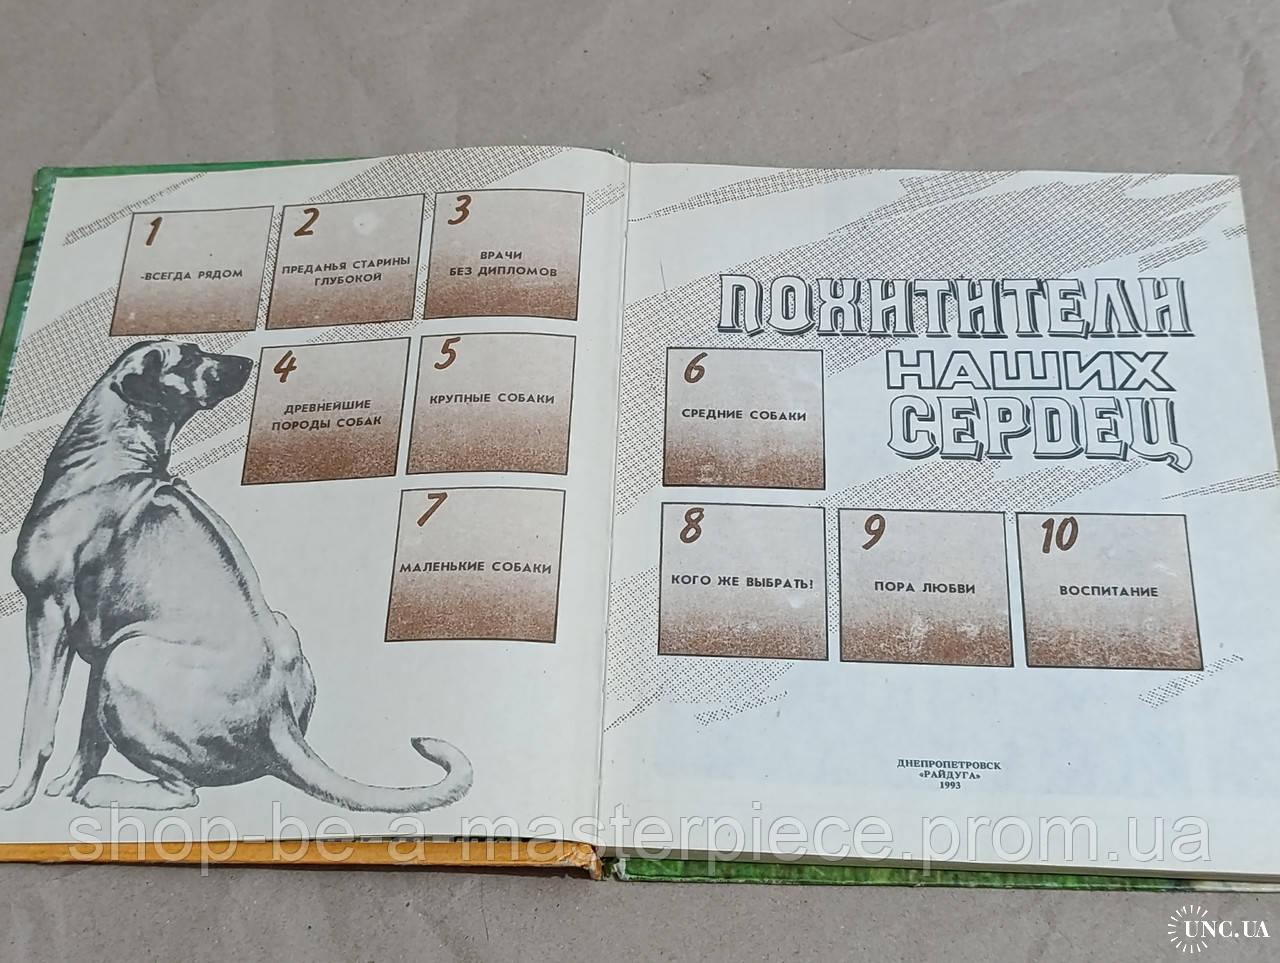 1
-ВСЕГДА РЯДОМ
2
ПРЕДАНЬЯ СТАРИНЫ
ГЛУБОКОЙ
3
ВРАЧИ
БЕЗ ДИПЛОМОВ
4
ДРЕВНЕЙШИЕ
ПОРОДЫ СОБАК
5
КРУПНЫЕ СОБАКИ
7
МАЛЕНЬКИЕ СОБАКИ
ПОХИТИТЕЛИ
НАШИХ
СЕРДЕЦ
6
СРЕДНИЕ СОБАКИ
8
КОГО ЖЕ ВЫБРАТЬ!
9
ПОРА ЛЮБВИ
10
ВОСПИТАНИЕ
ДНЕПРОПЕТРОВСК
«РАЙДУГА»
1993
shop-be-a-masterpiece.prom.ua
UNC.UA